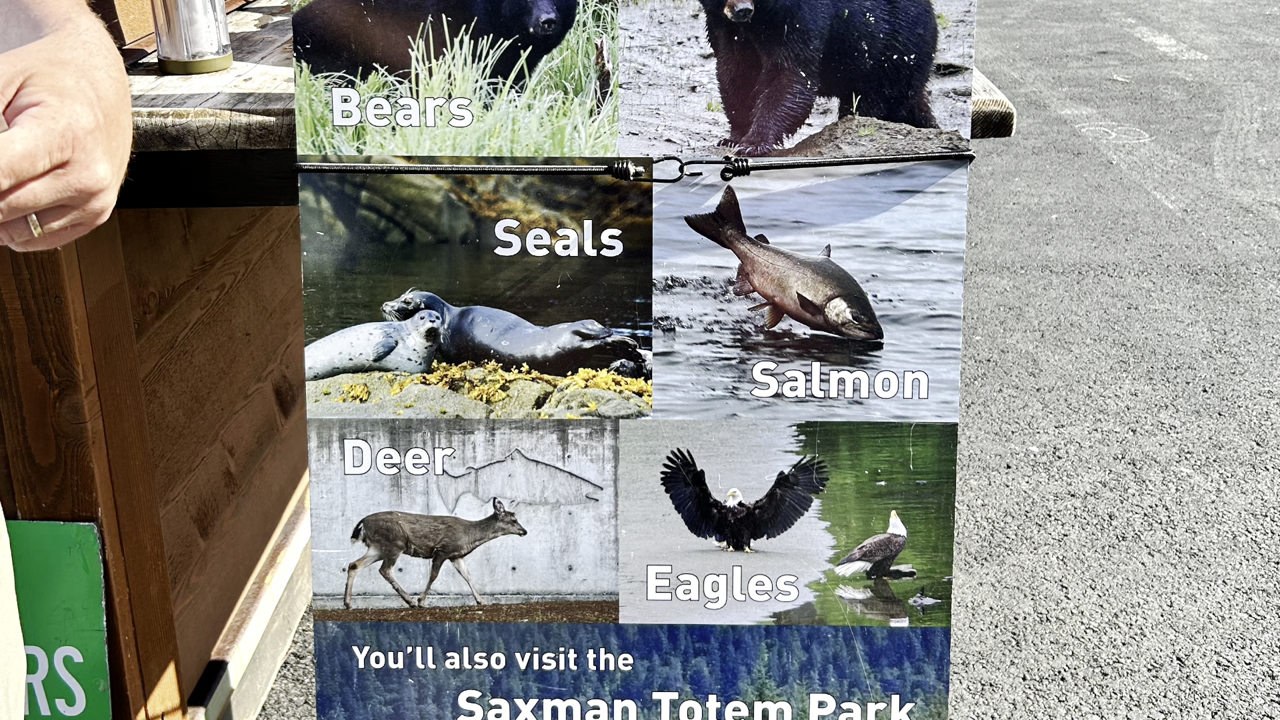 Bears
Seals
Salmon
Deer
Eagles
You'll also visit the
Saxman Totem Park
RS